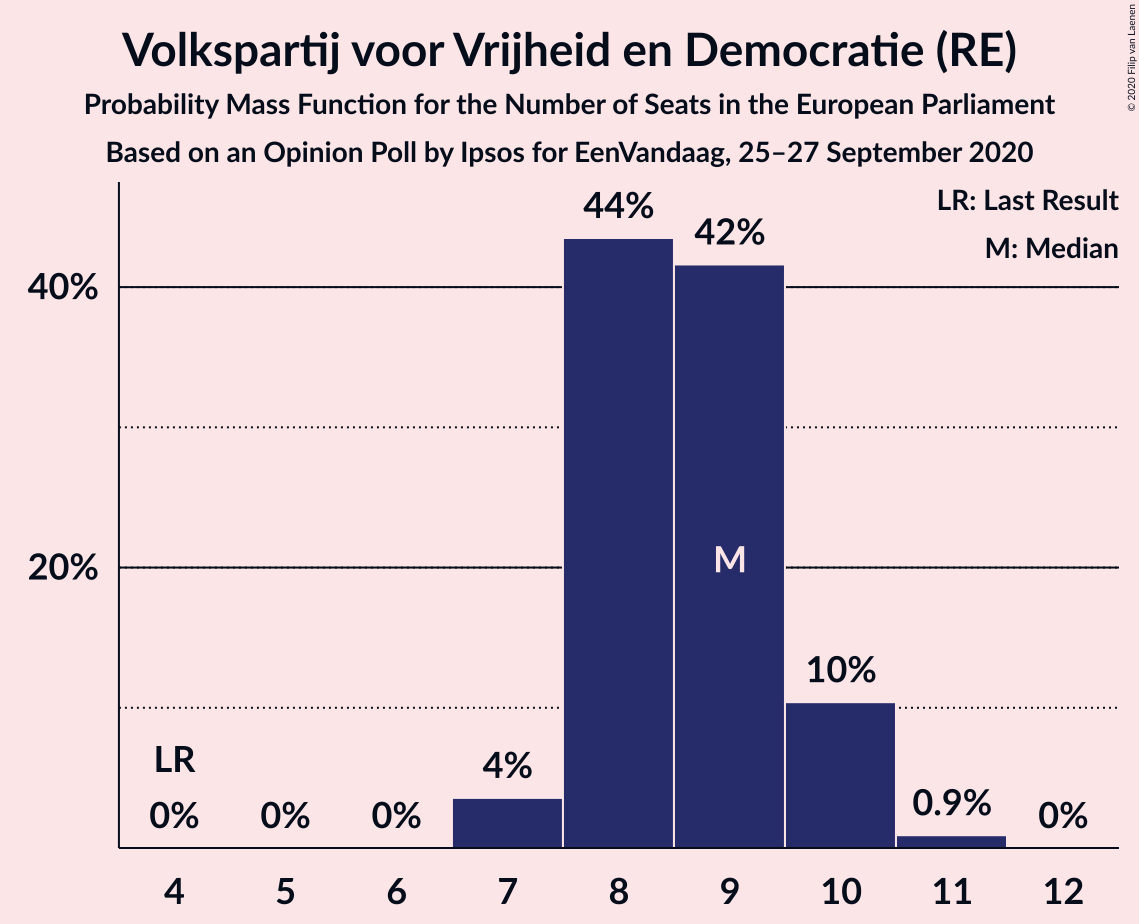 Volkspartij voor Vrijheid en Democratie (RE)
Probability Mass Function for the Number of Seats in the European Parliament
Based on an Opinion Poll by Ipsos for EenVandaag, 25–27 September 2020
© 2020 Filip van Laenen
LR: Last Result
M: Median
44%
42%
40%
M
20%
10%
LR
4%
0.9%
0%
0%
0%
0%
4
5
6
7
8
9
10
11
12